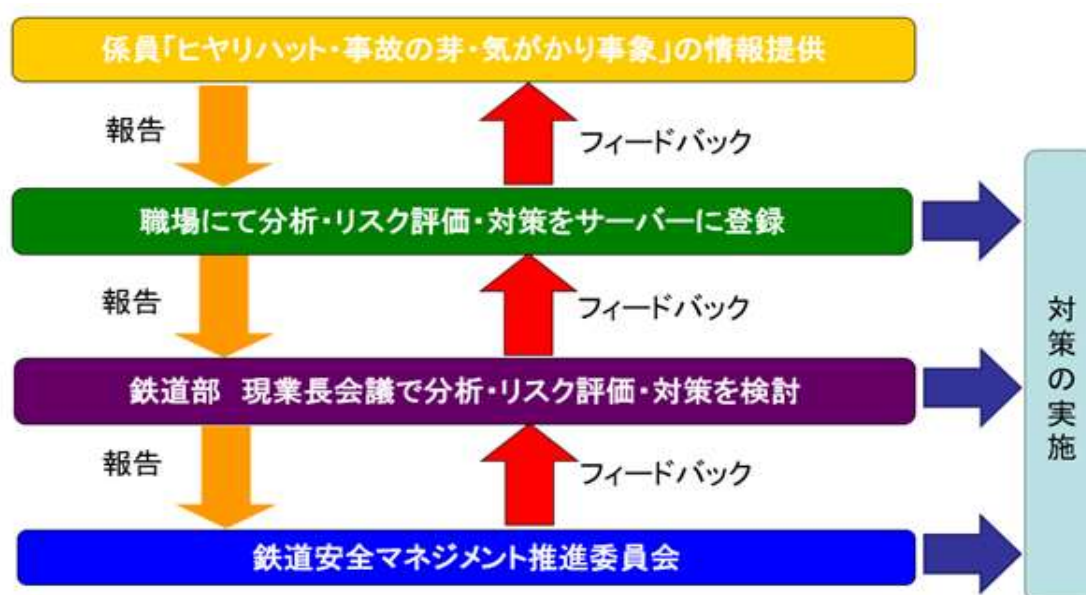 係員「ヒヤリハット・事故の芽・気がかり事象」の情報提供
報告
フィードバック
職場にて分析・リスク評価・対策をサーバーに登録
報告
フィードバック
鉄道部　現業長会議で分析・リスク評価・対策を検討
報告
フィードバック
鉄道安全マネジメント推進委員会
対策の実施